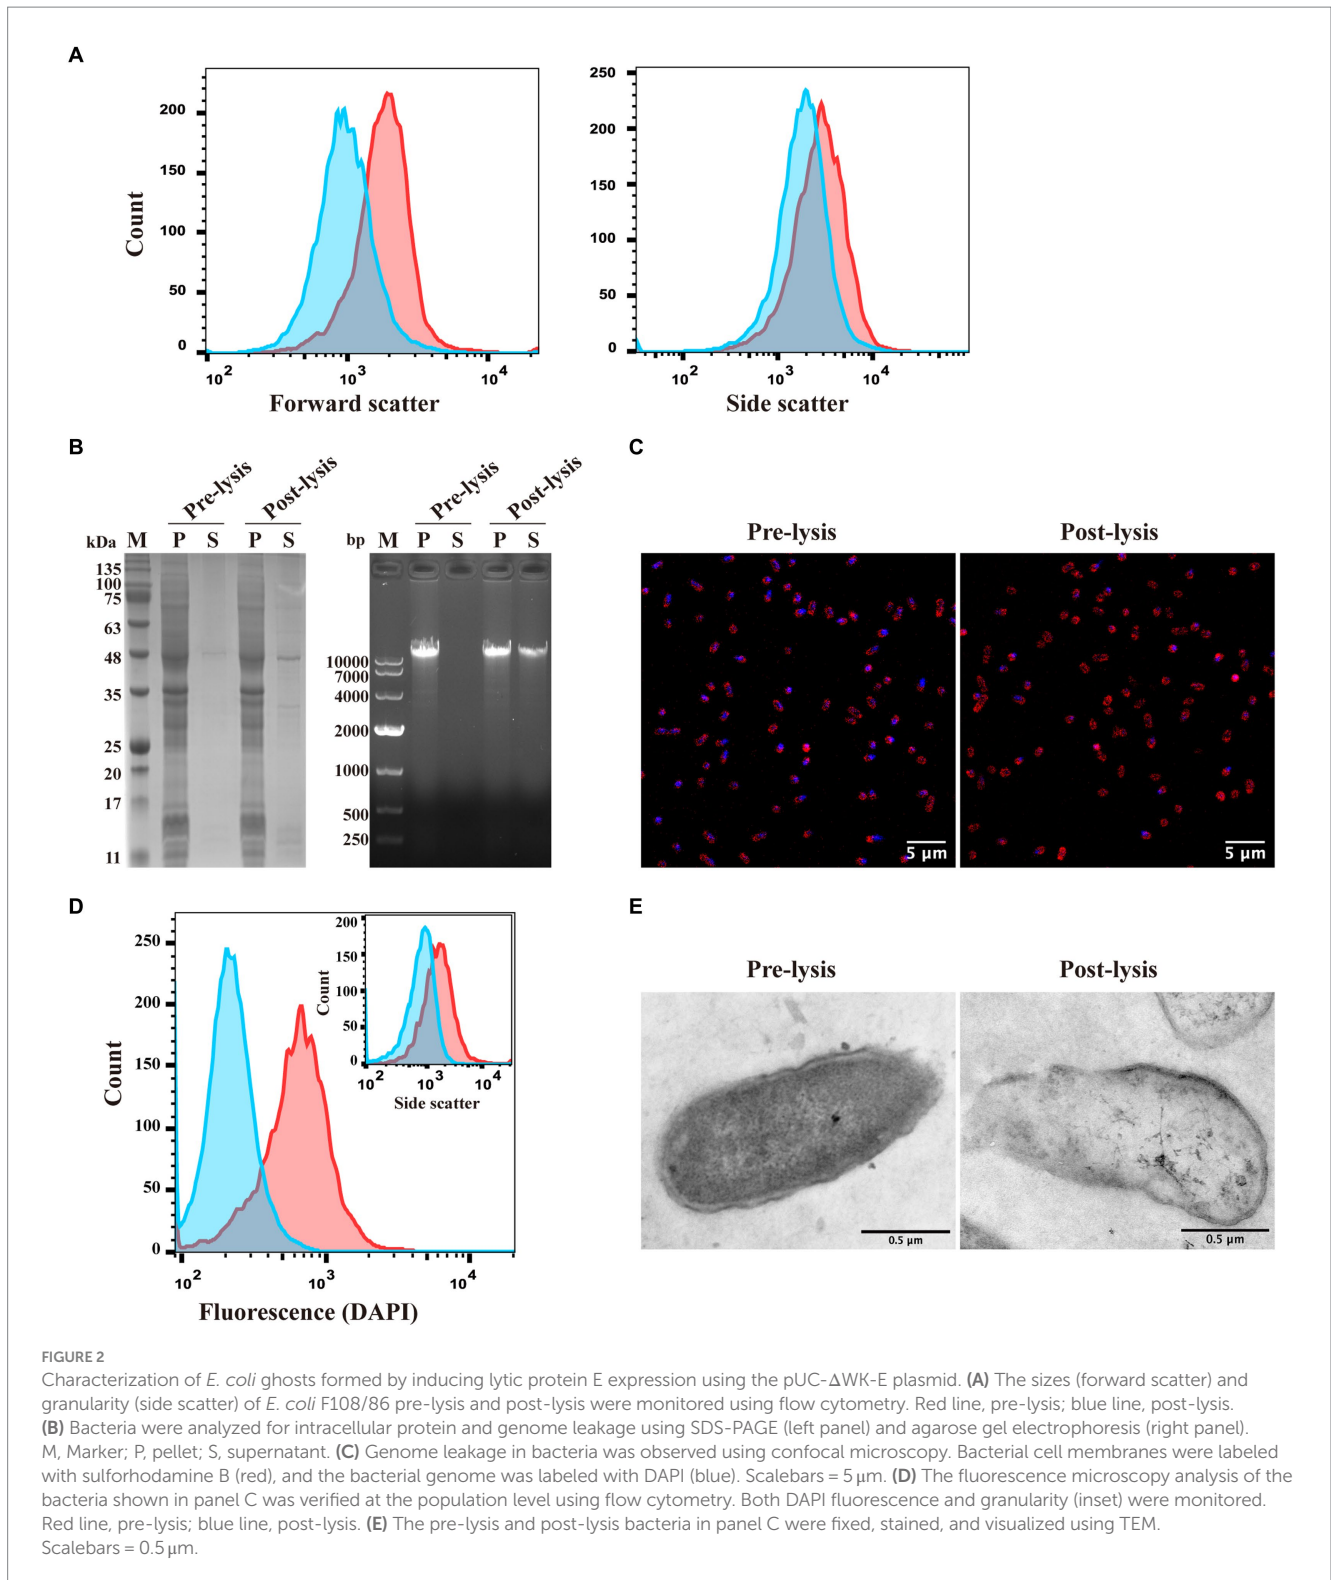 A
200
150
100
50
0
Count
10²
10³
10⁴
Forward scatter
250
200
150
100
50
0
10²
10³
10⁴
Side scatter
B
Pre-lysis
Post-lysis
kDa M P S P S
135
100
75
63
48
35
25
20
17
11
Pre-lysis
Post-lysis
bp M P S P S
10000
7000
4000
2000
1000
500
250
C
Pre-lysis
Post-lysis
5 µm
5 µm
D
250
200
150
100
50
0
Count
10²
10³
10⁴
Fluorescence (DAPI)
200
150
100
50
0
Count
10²
10³
10⁴
Side scatter
E
Pre-lysis
Post-lysis
0.5 µm
0.5 µm
FIGURE 2
Characterization of E. coli ghosts formed by inducing lytic protein E expression using the pUC-ΔWK-E plasmid. (A) The sizes (forward scatter) and
granularity (side scatter) of E. coli F108/86 pre-lysis and post-lysis were monitored using flow cytometry. Red line, pre-lysis; blue line, post-lysis.
(B) Bacteria were analyzed for intracellular protein and genome leakage using SDS-PAGE (left panel) and agarose gel electrophoresis (right panel).
M, Marker; P, pellet; S, supernatant. (C) Genome leakage in bacteria was observed using confocal microscopy. Bacterial cell membranes were labeled
with sulforhodamine B (red), and the bacterial genome was labeled with DAPI (blue). Scalebars = 5 µm. (D) The fluorescence microscopy analysis of the
bacteria shown in panel C was verified at the population level using flow cytometry. Both DAPI fluorescence and granularity (inset) were monitored.
Red line, pre-lysis; blue line, post-lysis. (E) The pre-lysis and post-lysis bacteria in panel C were fixed, stained, and visualized using TEM.
Scalebars = 0.5 µm.